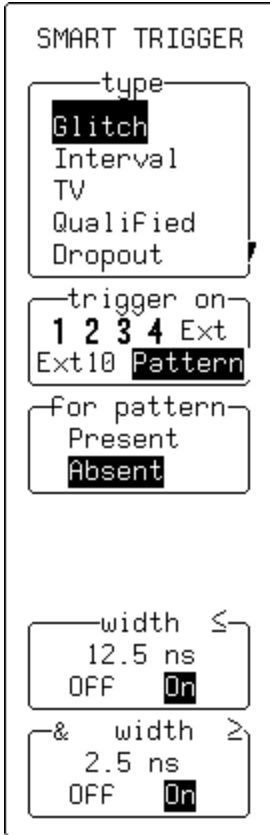 SMART TRIGGER
type
Glitch
Interval
TV
Qualified
Dropout
trigger on
1 2 3 4 Ext
Ext10 Pattern
for pattern
Present
Absent
width ≤
12.5 ns
OFF On
& width ≥
2.5 ns
OFF On